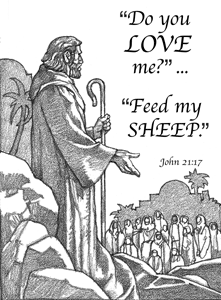 “Do you
LOVE
me?” ...
“Feed my
SHEEP.”
John 21:17